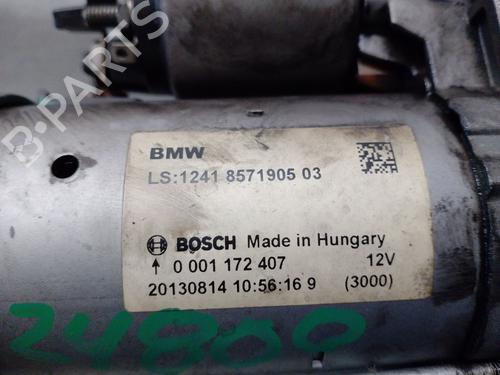 B-PARTS
BMW
LS:1241 8571905 03
BOSCH Made in Hungary
0 001 172 407 12V
20130814 10:56:16 9 (3000)
24800